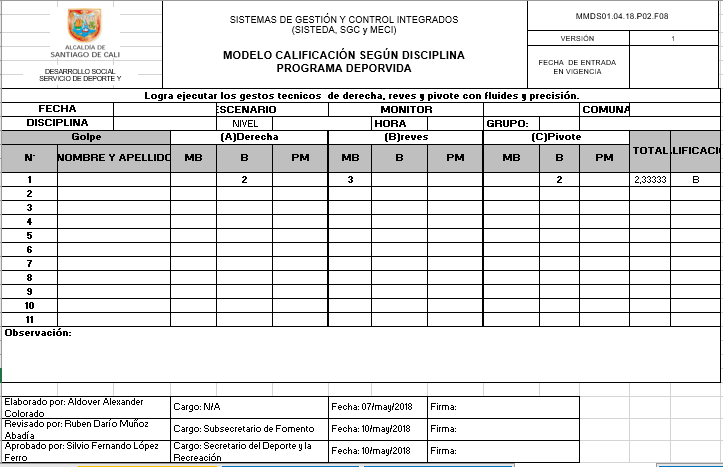 ALCALDÍA DE
SANTIAGO DE CALI
DESARROLLO SOCIAL
SERVICIO DE DEPORTE Y
SISTEMAS DE GESTIÓN Y CONTROL INTEGRADOS
(SISTEDA, SGC y MECI)
MODELO CALIFICACIÓN SEGÚN DISCIPLINA
PROGRAMA DEPORVIDA
MMDS01.04.18.P02.F08
VERSIÓN 1
FECHA DE ENTRADA
EN VIGENCIA
Logra ejecutar los gestos tecnicos de derecha, reves y pivote con fluides y precisión.
FECHA ESCENARIO MONITOR COMUNA
DISCIPLINA NIVEL HORA GRUPO:
Golpe (A)Derecha (B)reves (C)Pivote
N° NOMBRE Y APELLIDO MB B PM MB B PM MB B PM TOTAL ALIFICACI
1 2 3 2 2,33333 B
2
3
4
5
6
7
8
9
10
11
Observación:
Elaborado por: Aldover Alexander
Colorado
Cargo: N/A
Fecha: 07/may/2018
Firma:
Revisado por: Ruben Darío Muñoz
Abadía
Cargo: Subsecretario de Fomento
Fecha: 10/may/2018
Firma:
Aprobado por: Silvio Fernando López
Ferro
Cargo: Secretario del Deporte y la
Recreación
Fecha: 10/may/2018
Firma: